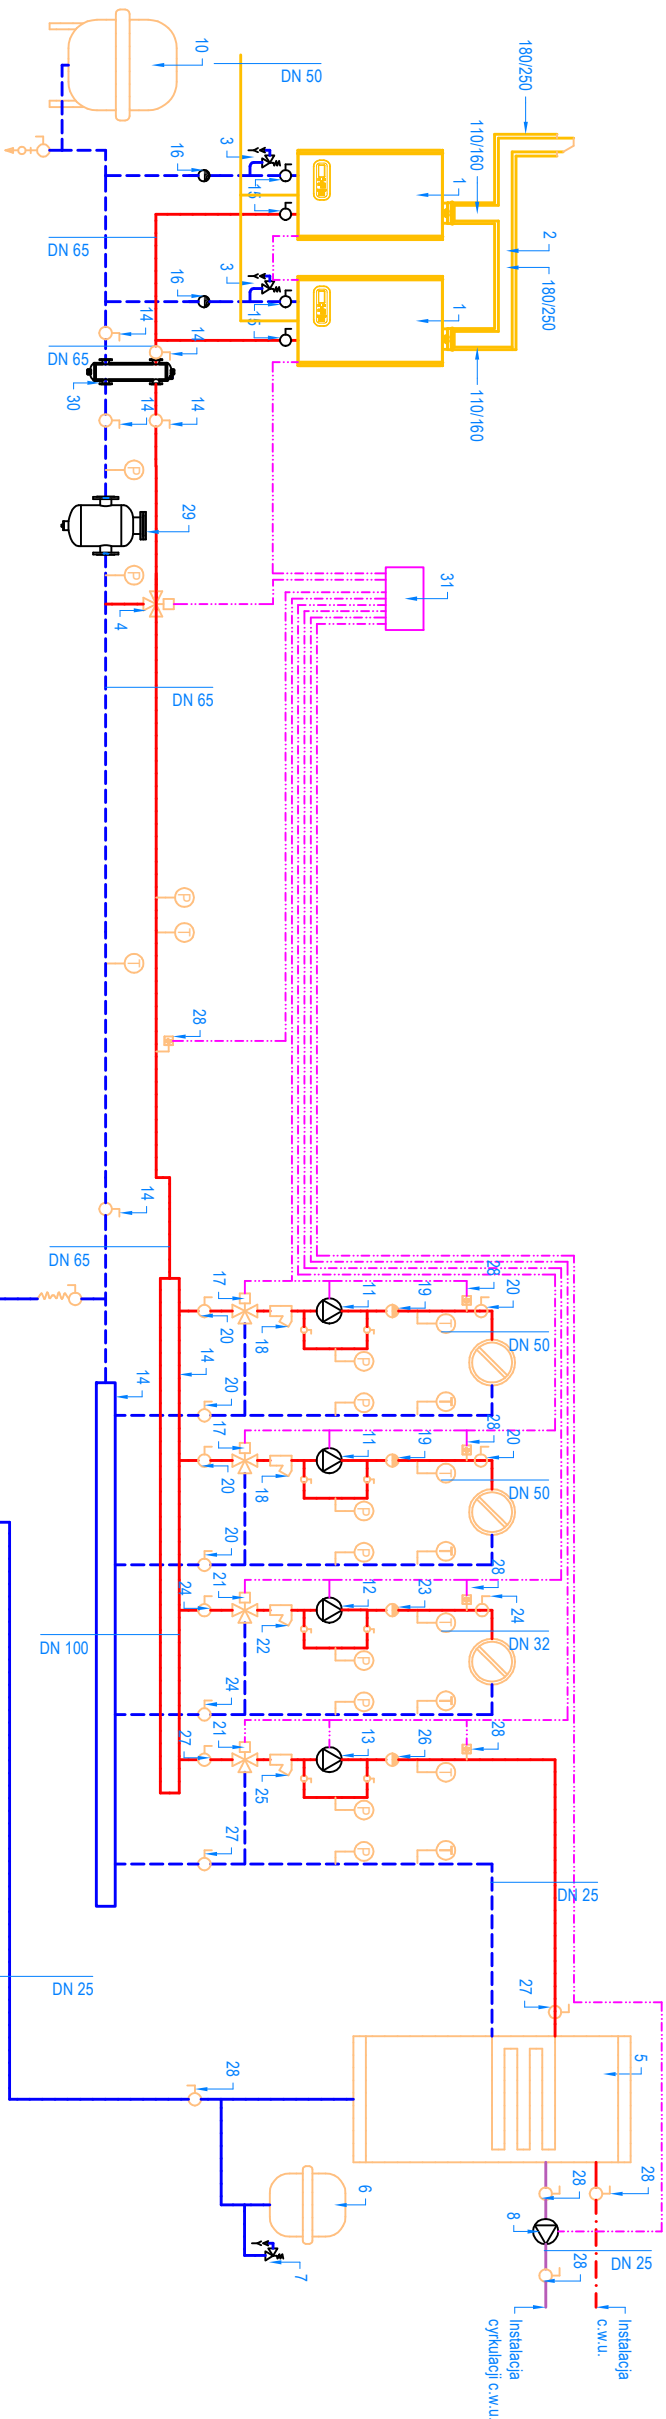 180/250
10
DN 50
110/160
3
16
1
15
2
DN 65
180/250
3
16
1
15
14
14
DN 65
110/160
30
14
14
P
29
P
31
4
DN 65
P
T
T
28
14
DN 65
17
11
19
28
20
20
18
T
DN 50
P
14
14
20
P
T
17
11
19
28
20
20
18
T
DN 50
P
20
P
T
21
12
23
28
24
24
22
T
DN 32
P
DN 100
24
P
T
21
13
26
28
27
25
T
P
27
P
T
DN 25
DN 25
27
5
28
28
28
6
8
DN 25
28
7
Instalacja
c.w.u.
Instalacja
cyrkulacji c.w.u.